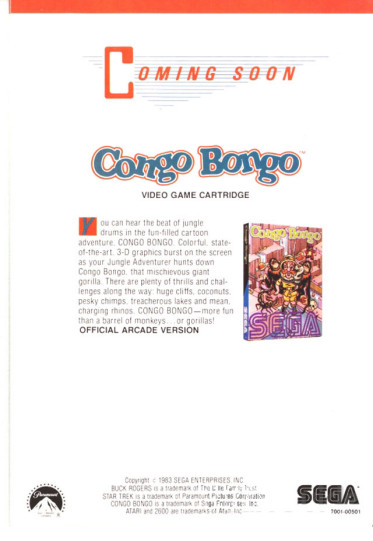 COMING SOON
Congo Bongo™
VIDEO GAME CARTRIDGE
You can hear the beat of jungle
drums in the fun-filled cartoon
adventure, CONGO BONGO. Colorful, state-
of-the-art, 3-D graphics burst on the screen
as your Jungle Adventurer hunts down
Congo Bongo, that mischievous giant
gorilla. There are plenty of thrills and chal-
lenges along the way: huge cliffs, coconuts,
pesky chimps, treacherous lakes and mean,
charging rhinos. CONGO BONGO—more fun
than a barrel of monkeys . . . or gorillas!
OFFICIAL ARCADE VERSION
Congo Bongo
SEGA
Copyright © 1983 SEGA ENTERPRISES, INC.
BUCK ROGERS is a trademark of The Dille Family Trust
STAR TREK is a trademark of Paramount Pictures Corporation
CONGO BONGO is a trademark of Sega Enterprises, Inc.
ATARI and 2600 are trademarks of Atari, Inc.
Paramount
SEGA
7001-00501